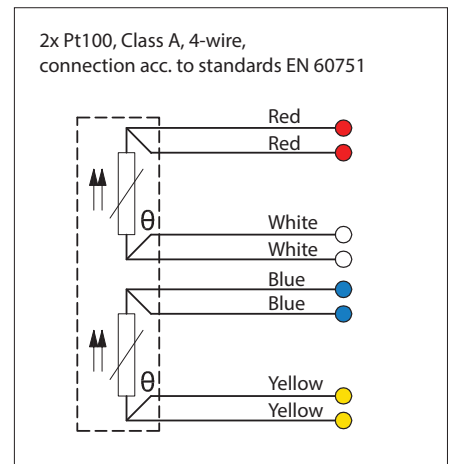 2x Pt100, Class A, 4-wire,
connection acc. to standards EN 60751
Red
Red
θ
White
White
Blue
Blue
θ
Yellow
Yellow